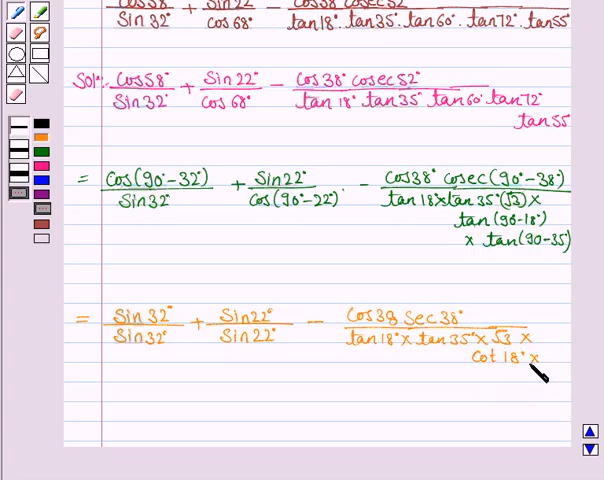 cos58° / sin32° + sin22° / cos68° − cos38° cosec52° / tan18°. tan35°. tan60°. tan72°. tan55°
Sol:- cos58° / sin32° + sin22° / cos68° − cos38° cosec52° / tan18° tan35° tan60° tan72°
tan55°
= cos(90°−32°) / sin32° + sin22° / cos(90°−22°) − cos38° cosec(90°−38°) / tan18°× tan35° (√3) ×
tan(90−18°)
× tan(90−35°)
= sin32° / sin32° + sin22° / sin22° − cos38 sec38° / tan18°× tan35°× √3 ×
cot18°×